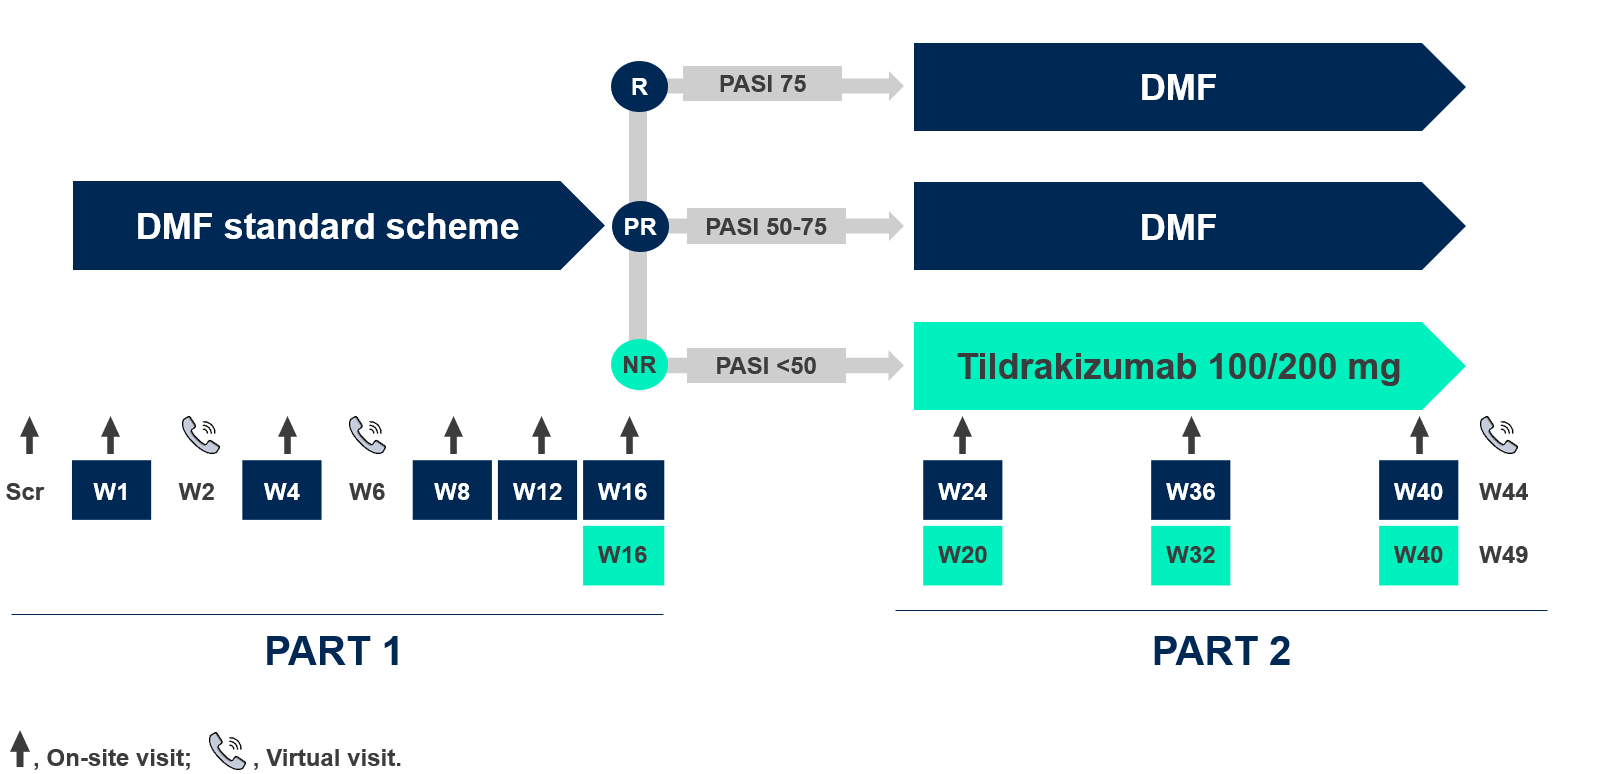 R
PASI 75
DMF
DMF standard scheme
PR
PASI 50-75
DMF
NR
PASI <50
Tildrakizumab 100/200 mg
Scr
W1
W2
W4
W6
W8
W12
W16
W24
W36
W40
W44
W16
W20
W32
W40
W49
PART 1
PART 2
, On-site visit; , Virtual visit.